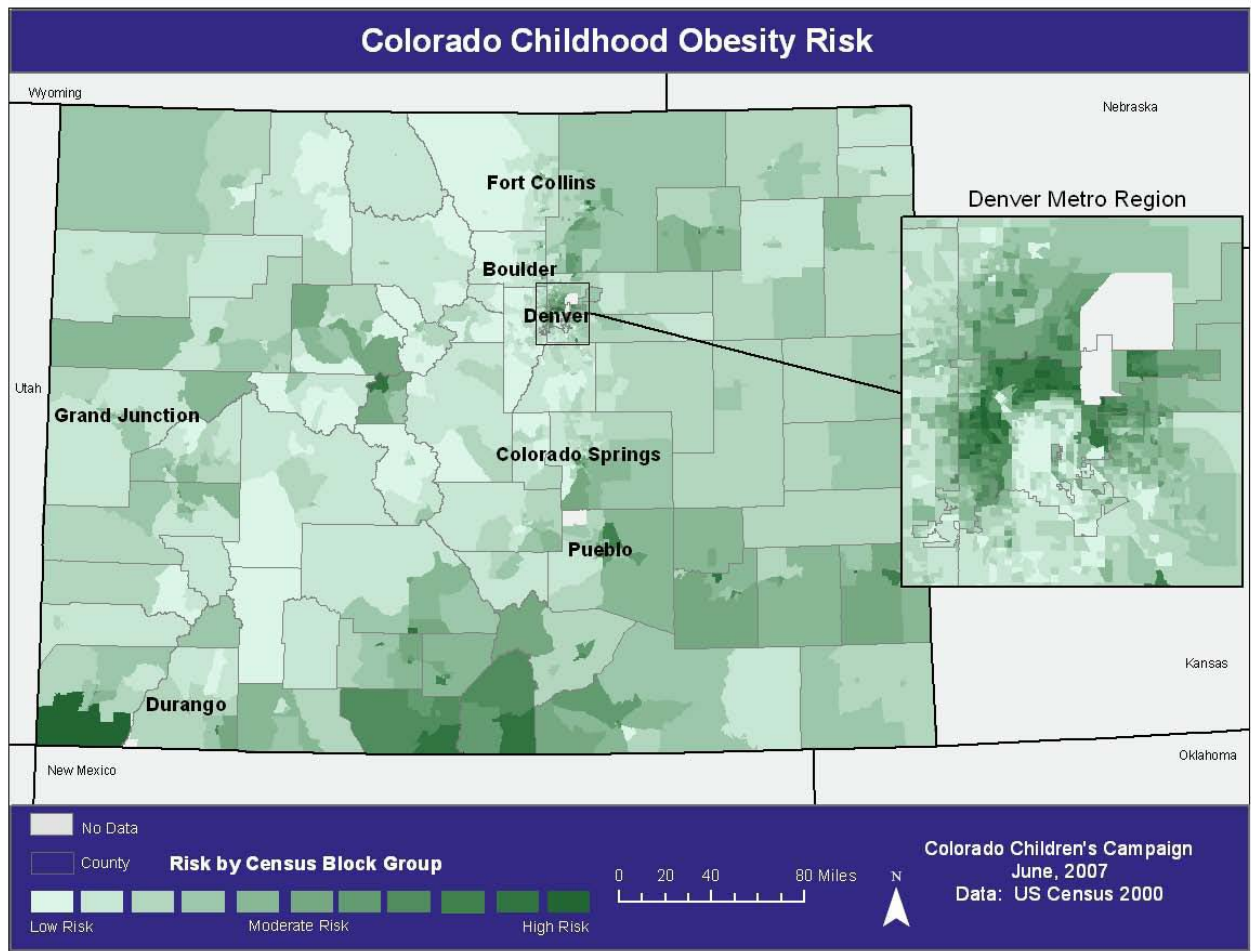 Colorado Childhood Obesity Risk
Wyoming
Nebraska
Fort Collins
Denver Metro Region
Boulder
Denver
Utah
Grand Junction
Colorado Springs
Pueblo
Kansas
Durango
New Mexico
Oklahoma
No Data
County
Risk by Census Block Group
Low Risk
Moderate Risk
High Risk
0 20 40 80 Miles
N
Colorado Children's Campaign
June, 2007
Data: US Census 2000